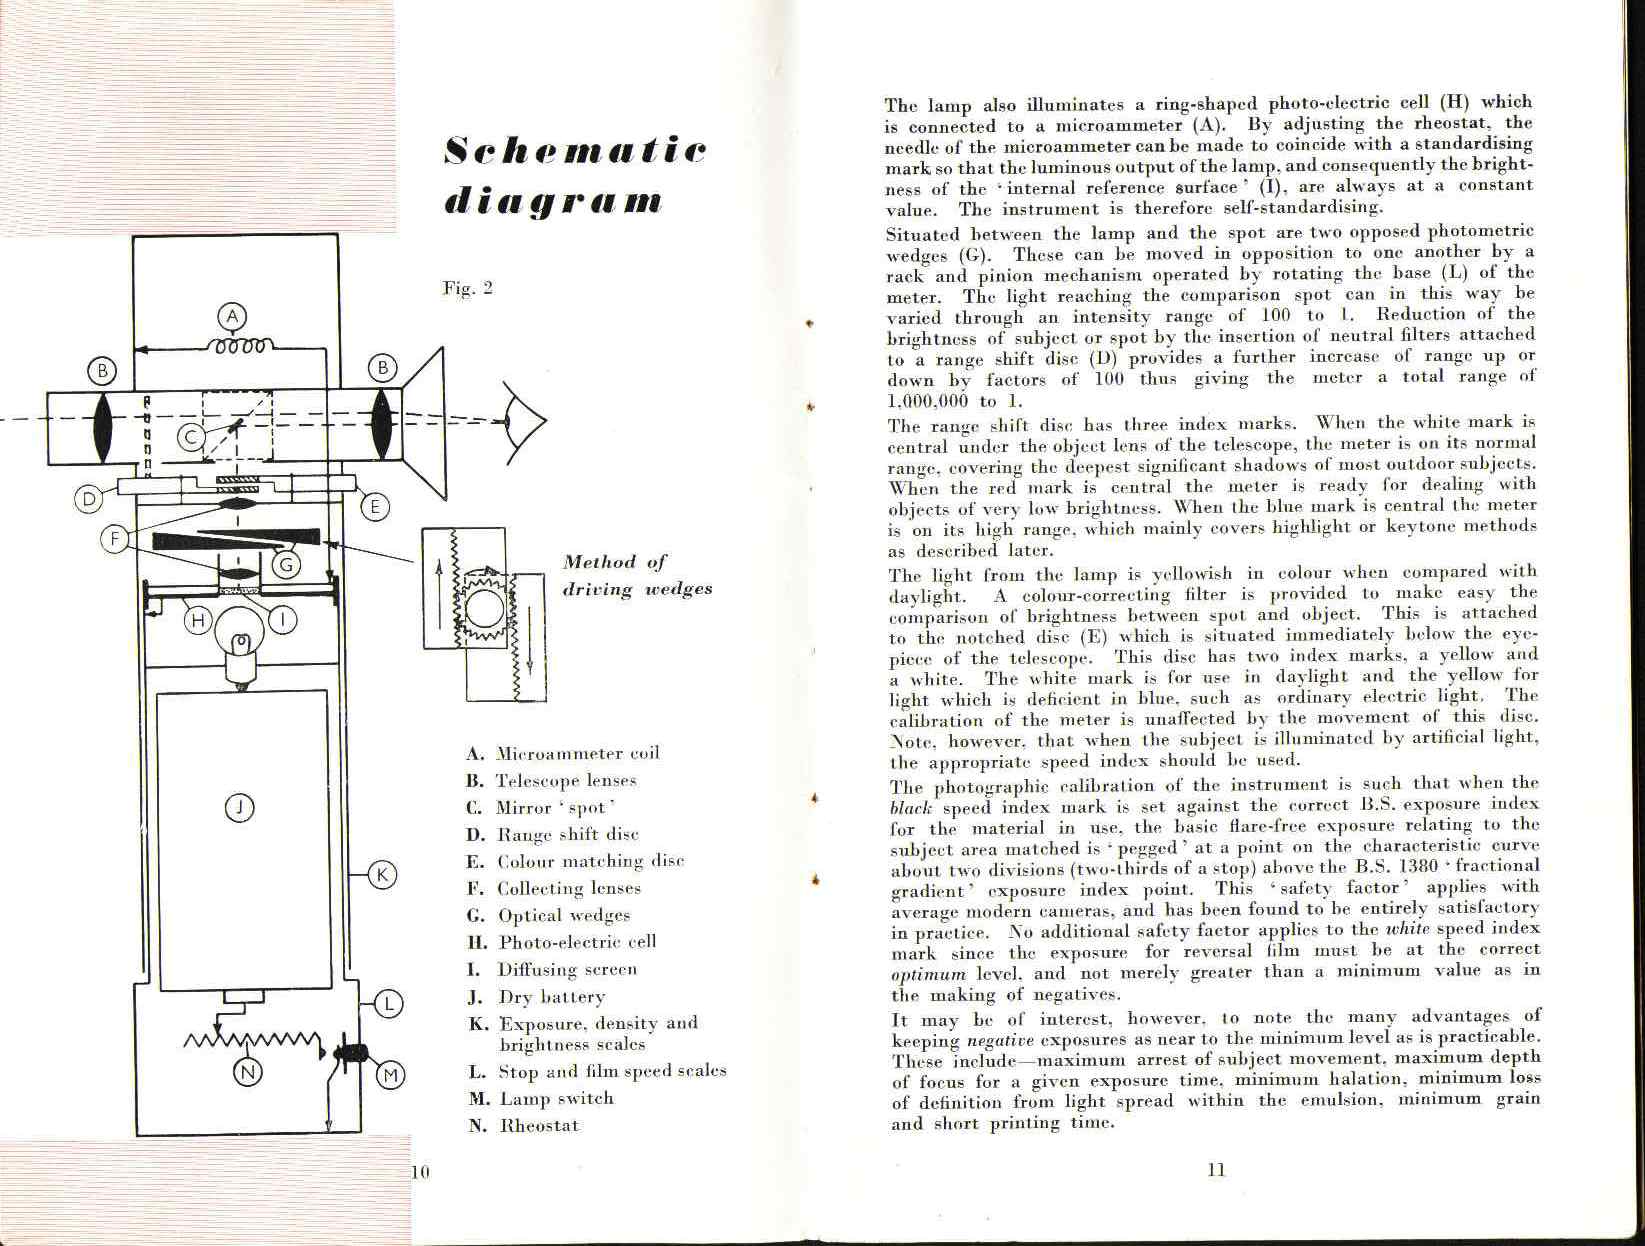 Schematic
diagram
Fig. 2
A
B
B
C
D
E
F
G
H
I
J
K
L
M
N
Method of
driving wedges
A. Microammeter coil
B. Telescope lenses
C. Mirror ‘ spot ’
D. Range shift disc
E. Colour matching disc
F. Collecting lenses
G. Optical wedges
H. Photo-electric cell
I. Diffusing screen
J. Dry battery
K. Exposure, density and
brightness scales
L. Stop and film speed scales
M. Lamp switch
N. Rheostat
10
The lamp also illuminates a ring-shaped photo-electric cell (H) which
is connected to a microammeter (A). By adjusting the rheostat, the
needle of the microammeter can be made to coincide with a standardising
mark so that the luminous output of the lamp, and consequently the bright-
ness of the ‘ internal reference surface ’ (I), are always at a constant
value. The instrument is therefore self-standardising.
Situated between the lamp and the spot are two opposed photometric
wedges (G). These can be moved in opposition to one another by a
rack and pinion mechanism operated by rotating the base (L) of the
meter. The light reaching the comparison spot can in this way be
varied through an intensity range of 100 to 1. Reduction of the
brightness of subject or spot by the insertion of neutral filters attached
to a range shift disc (D) provides a further increase of range up or
down by factors of 100 thus giving the meter a total range of
1,000,000 to 1.
The range shift disc has three index marks. When the white mark is
central under the object lens of the telescope, the meter is on its normal
range, covering the deepest significant shadows of most outdoor subjects.
When the red mark is central the meter is ready for dealing with
objects of very low brightness. When the blue mark is central the meter
is on its high range, which mainly covers highlight or keytone methods
as described later.
The light from the lamp is yellowish in colour when compared with
daylight. A colour-correcting filter is provided to make easy the
comparison of brightness between spot and object. This is attached
to the notched disc (E) which is situated immediately below the eye-
piece of the telescope. This disc has two index marks, a yellow and
a white. The white mark is for use in daylight and the yellow for
light which is deficient in blue, such as ordinary electric light. The
calibration of the meter is unaffected by the movement of this disc.
Note, however, that when the subject is illuminated by artificial light,
the appropriate speed index should be used.
The photographic calibration of the instrument is such that when the
black speed index mark is set against the correct B.S. exposure index
for the material in use, the basic flare-free exposure relating to the
subject area matched is ‘ pegged ’ at a point on the characteristic curve
about two divisions (two-thirds of a stop) above the B.S. 1380 ‘ fractional
gradient ’ exposure index point. This ‘ safety factor ’ applies with
average modern cameras, and has been found to be entirely satisfactory
in practice. No additional safety factor applies to the white speed index
mark since the exposure for reversal film must be at the correct
optimum level, and not merely greater than a minimum value as in
the making of negatives.
It may be of interest, however, to note the many advantages of
keeping negative exposures as near to the minimum level as is practicable.
These include—maximum arrest of subject movement, maximum depth
of focus for a given exposure time, minimum halation, minimum loss
of definition from light spread within the emulsion, minimum grain
and short printing time.
11